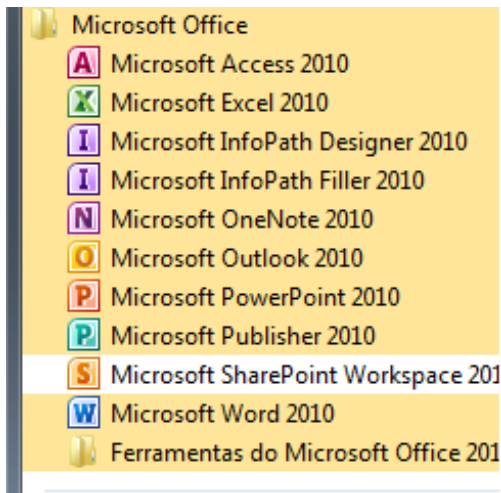 Microsoft Office
Microsoft Access 2010
Microsoft Excel 2010
Microsoft InfoPath Designer 2010
Microsoft InfoPath Filler 2010
Microsoft OneNote 2010
Microsoft Outlook 2010
Microsoft PowerPoint 2010
Microsoft Publisher 2010
Microsoft SharePoint Workspace 201
Microsoft Word 2010
Ferramentas do Microsoft Office 201